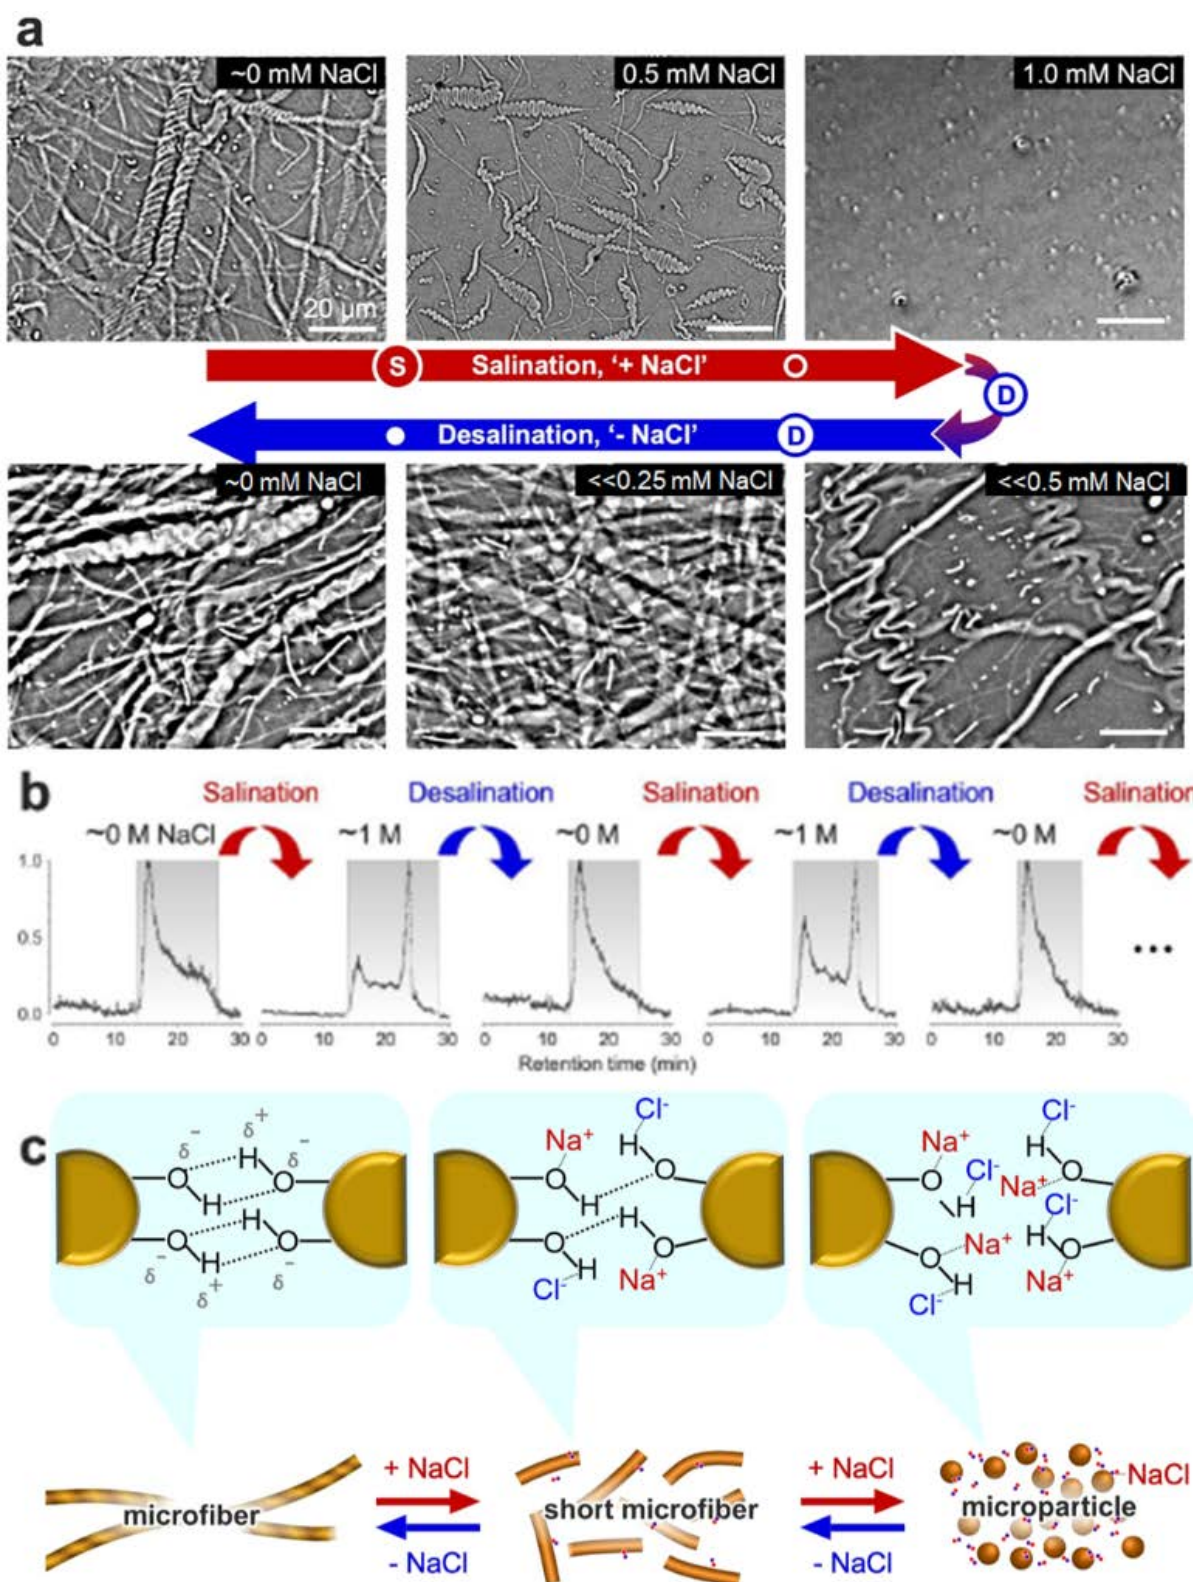 a
~0 mM NaCl
0.5 mM NaCl
1.0 mM NaCl
20 µm
S
Salination, ‘+ NaCl’
D
Desalination, ‘- NaCl’
D
~0 mM NaCl
<<0.25 mM NaCl
<<0.5 mM NaCl
b
Salination
Desalination
Salination
Desalination
Salination
~0 M NaCl
~1 M
~0 M
~1 M
~0 M
1.0
0.5
0.0
•••
0 10 20 30
0 10 20 30
0 10 20 30
0 10 20 30
0 10 20 30
Retention time (min)
c
δ⁻ δ⁺ δ⁻
H
O O
H
H
O O
H
δ⁻ δ⁺ δ⁻
Cl⁻
Na⁺ H
O O
H
H
O O
Cl⁻ H Na⁺
Cl⁻
Na⁺ H
O Cl⁻ Na⁺ O
H Cl⁻
Na⁺ H
O O
Cl⁻ H Na⁺
+ NaCl
+ NaCl
NaCl
microfiber
short microfiber
microparticle
- NaCl
- NaCl